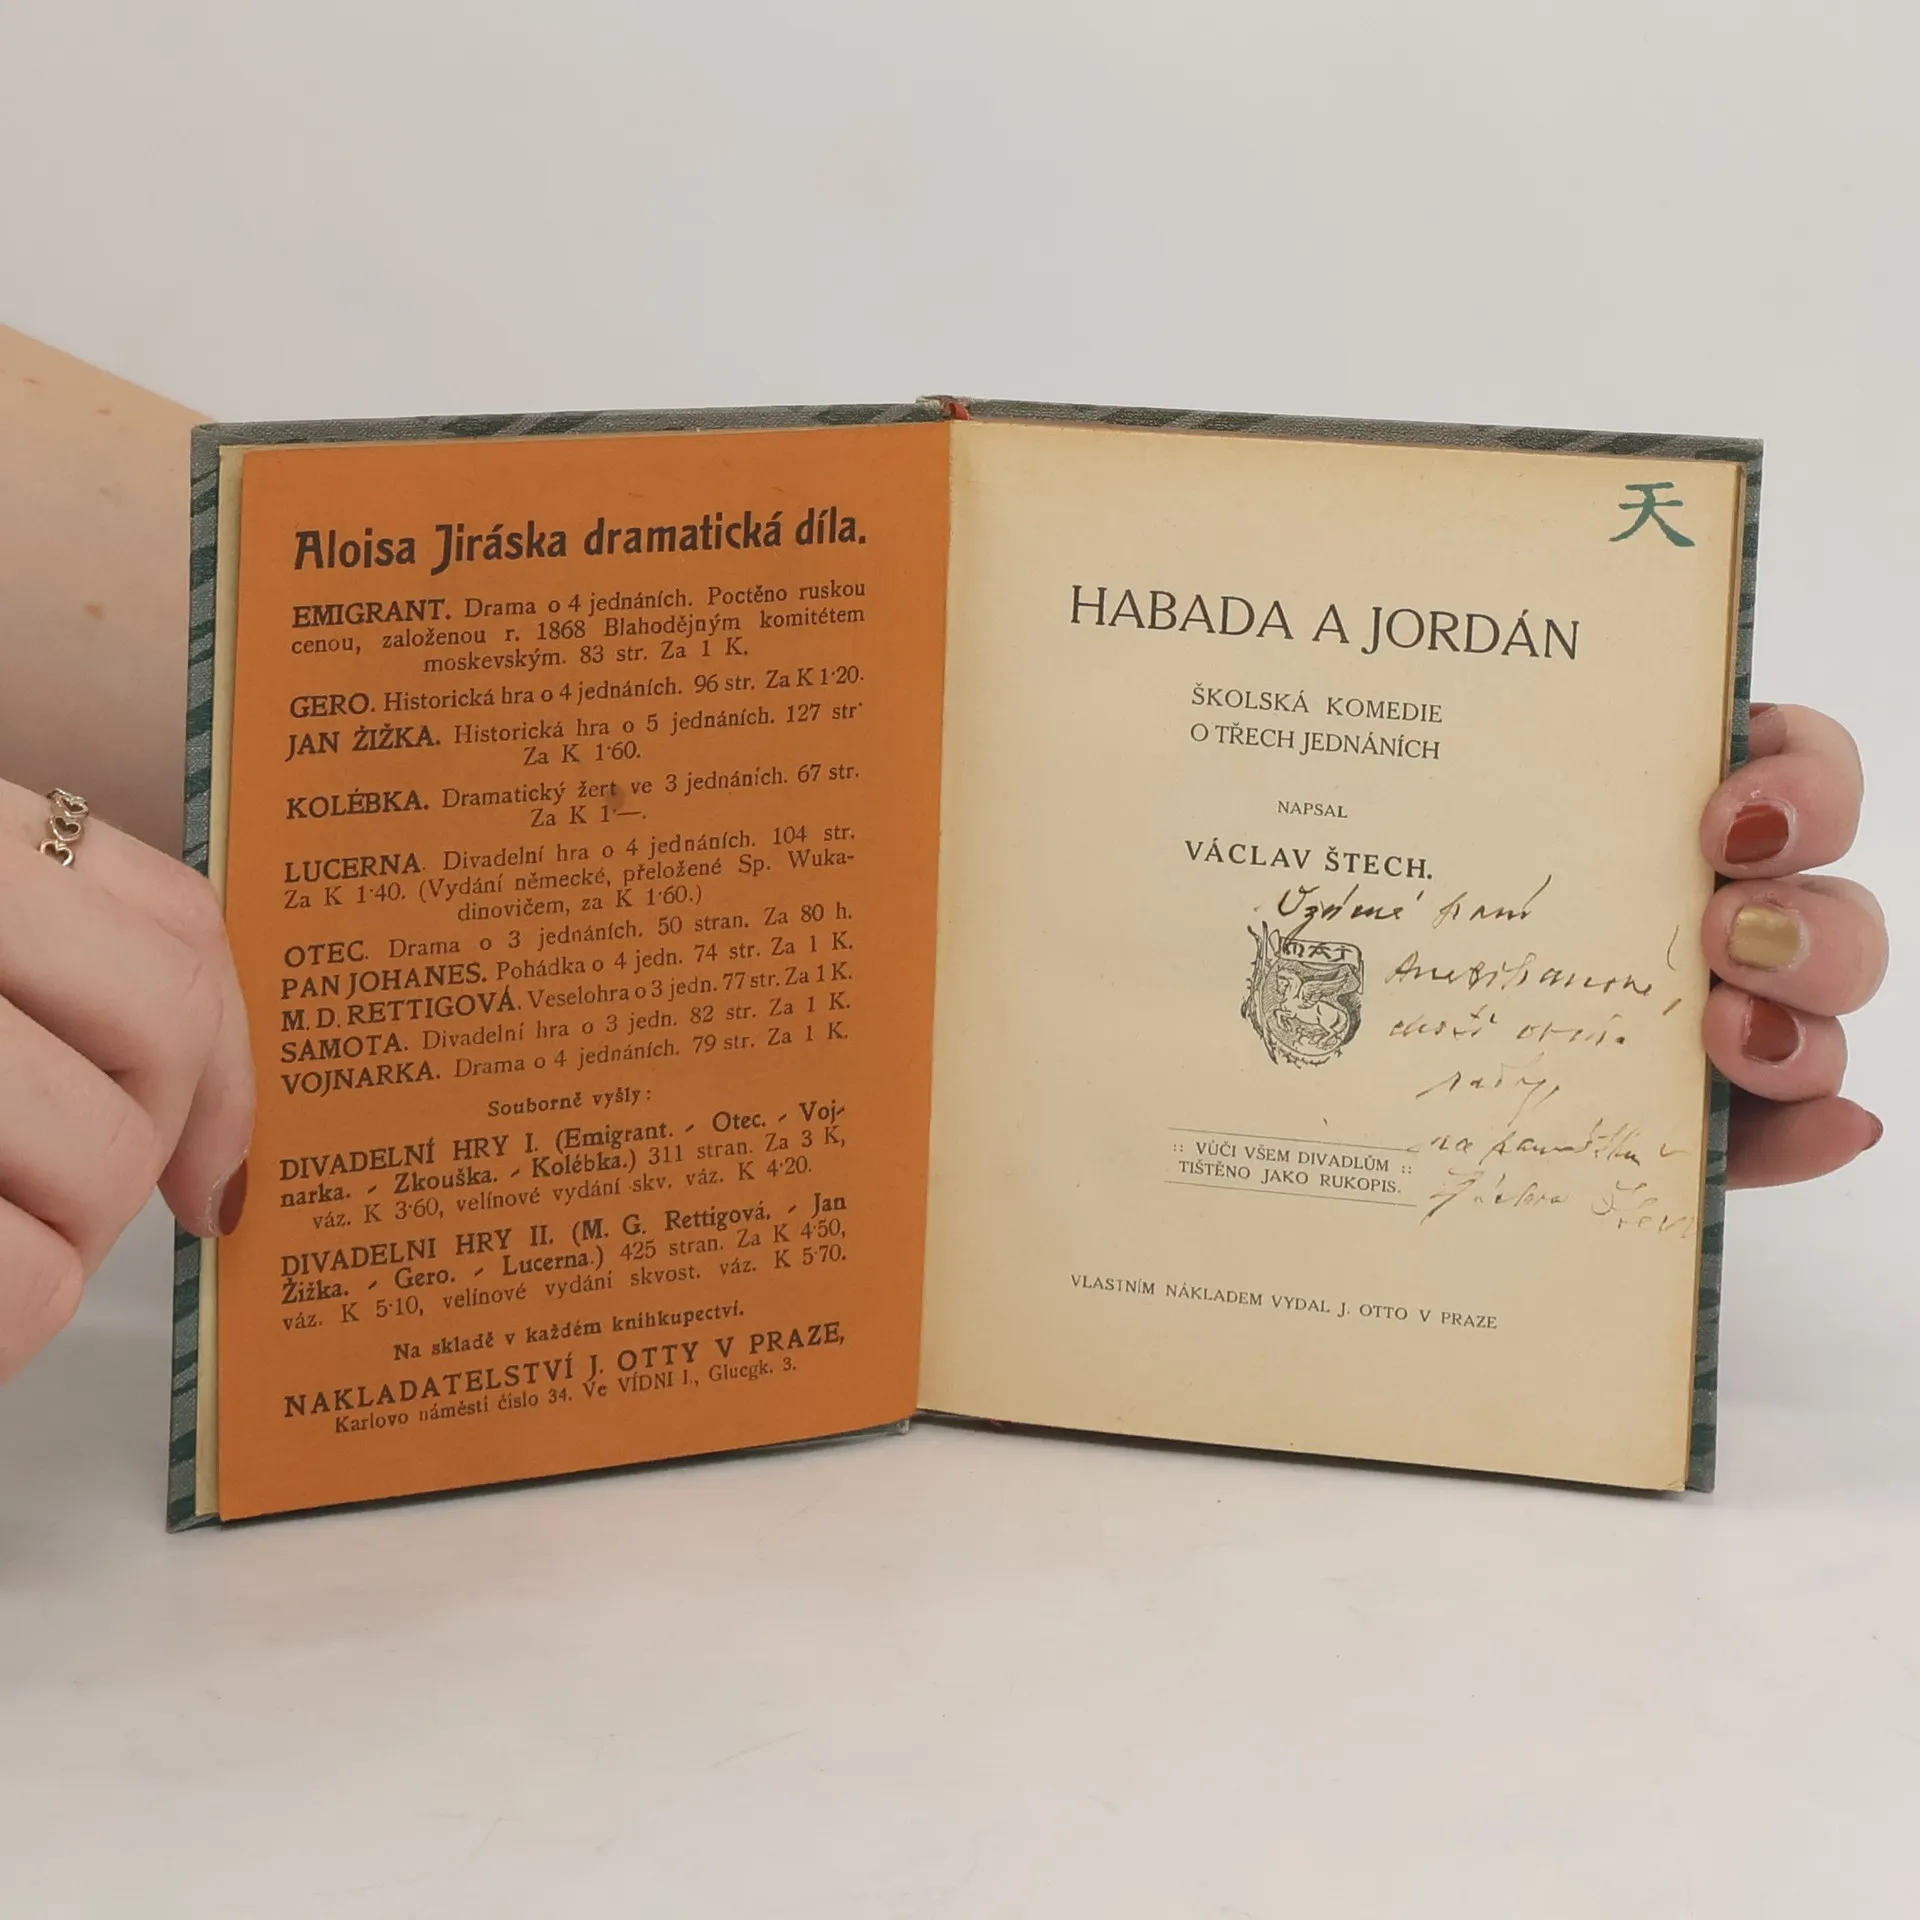 Aloisa Jiráska dramatická díla.
EMIGRANT. Drama o 4 jednáních. Poctěno ruskou
cenou, založenou r. 1868 Blahodějným komitétem
moskevským. 83 str. Za 1 K.
GERO. Historická hra o 4 jednáních. 96 str. Za K 1·20.
JAN ŽIŽKA. Historická hra o 5 jednáních. 127 str·
Za K 1·60.
KOLÉBKA. Dramatický žert ve 3 jednáních. 67 str.
Za K 1·—.
LUCERNA. Divadelní hra o 4 jednáních. 104 str.
Za K 1·40. (Vydání německé, přeložené Sp. Wuka-
dinovičem, za K 1·60.)
OTEC. Drama o 3 jednáních. 50 stran. Za 80 h.
PAN JOHANES. Pohádka o 4 jedn. 74 str. Za 1 K.
M. D. RETTIGOVÁ. Veselohra o 3 jedn. 77 str. Za 1 K.
SAMOTA. Divadelní hra o 3 jedn. 82 str. Za 1 K.
VOJNARKA. Drama o 4 jednáních. 79 str. Za 1 K.
Souborně vyšly:
DIVADELNÍ HRY I. (Emigrant. - Otec. - Voj-
narka. - Zkouška. - Kolébka.) 311 stran. Za 3 K,
váz. K 3·60, velínové vydání skv. váz. K 4·20.
DIVADELNI HRY II. (M. G. Rettigová. - Jan
Žižka. - Gero. - Lucerna.) 425 stran. Za K 4·50,
váz. K 5·10, velínové vydání skvost. váz. K 5·70.
Na skladě v každém knihkupectví.
NAKLADATELSTVÍ J. OTTY V PRAZE,
Karlovo náměstí číslo 34. Ve VÍDNI I., Glucgk. 3.
天
HABADA A JORDÁN
ŠKOLSKÁ KOMEDIE
O TŘECH JEDNÁNÍCH
NAPSAL
VÁCLAV ŠTECH.
paní
MÁJ
na památku
:: VŮČI VŠEM DIVADLŮM ::
TIŠTĚNO JAKO RUKOPIS.
VLASTNÍM NÁKLADEM VYDAL J. OTTO V PRAZE